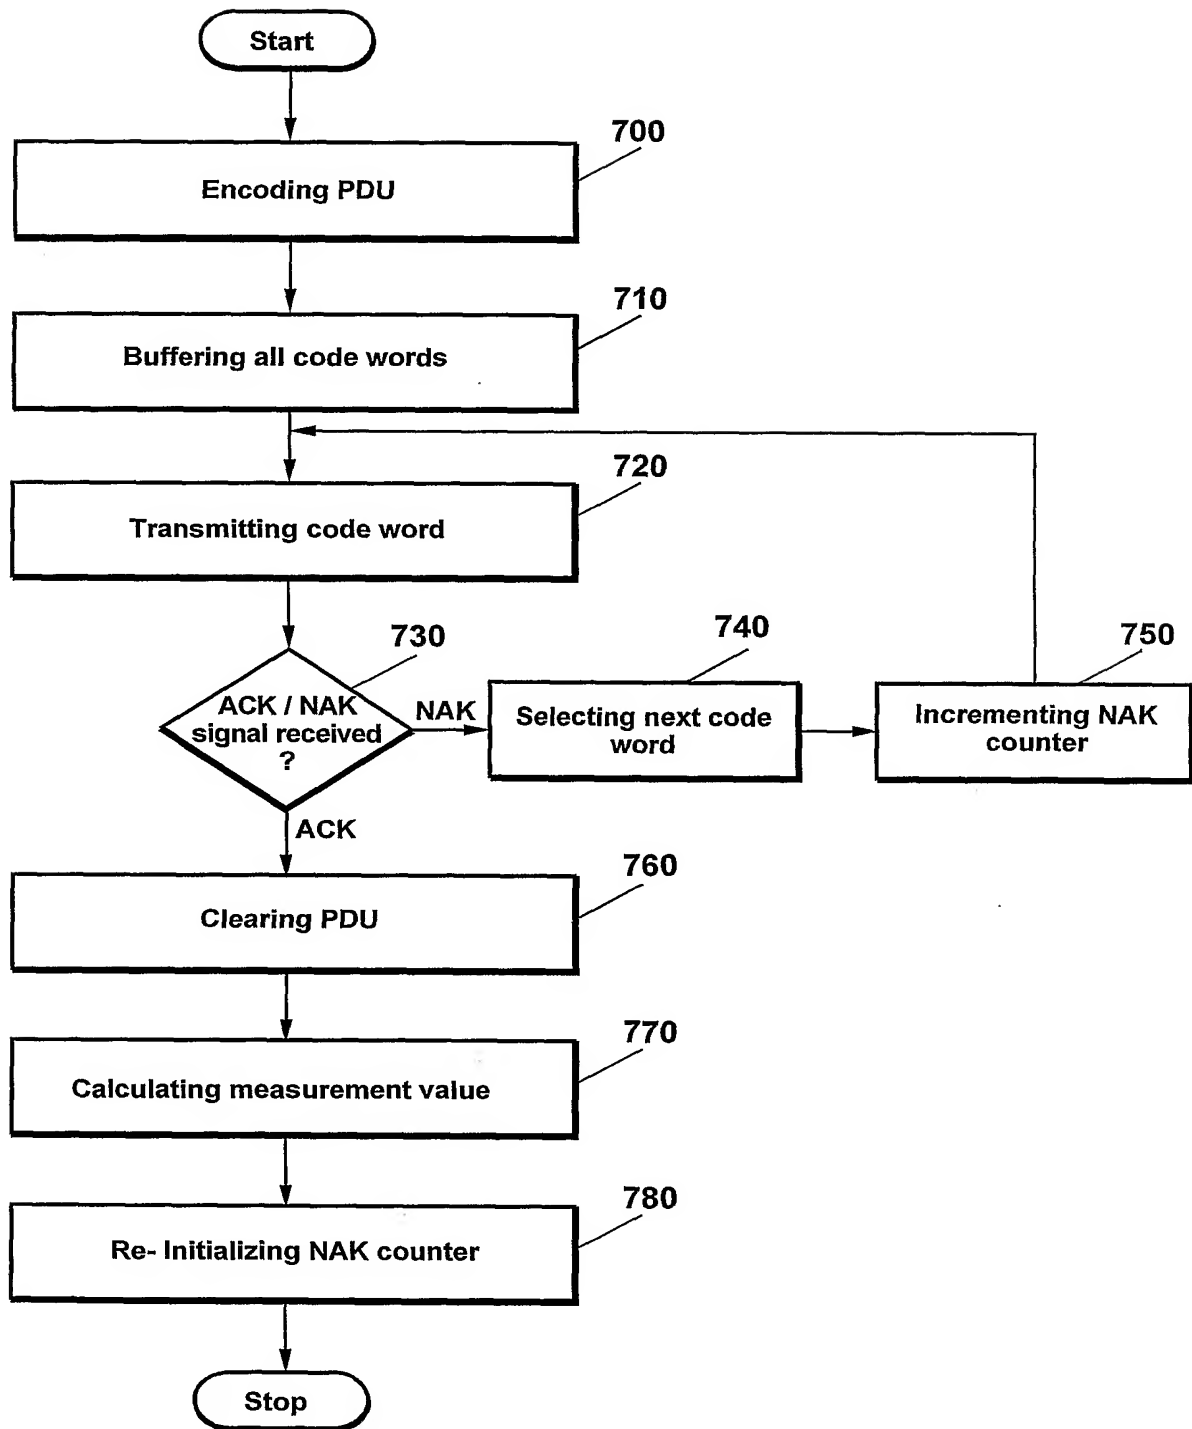 Start
700
Encoding PDU
710
Buffering all code words
720
Transmitting code word
730
ACK / NAK
signal received
?
NAK
740
Selecting next code
word
750
Incrementing NAK
counter
ACK
760
Clearing PDU
770
Calculating measurement value
780
Re- Initializing NAK counter
Stop